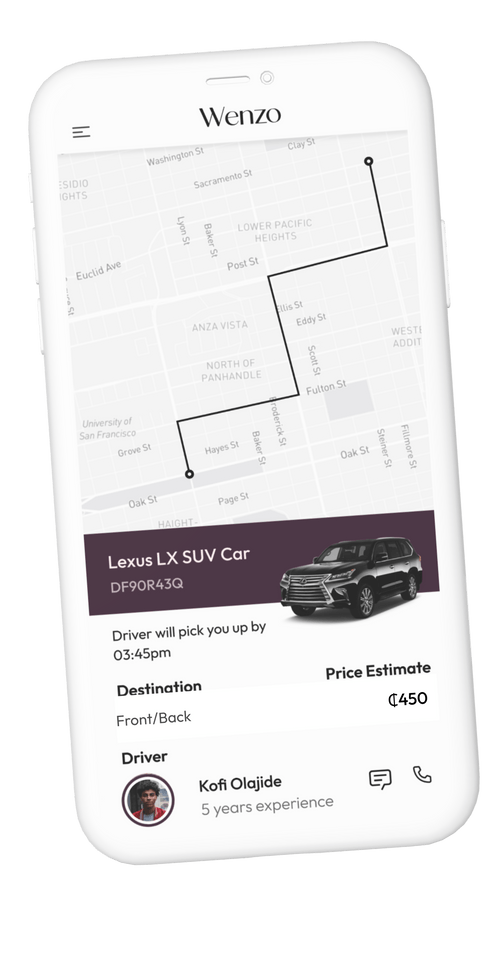 Wenzo
Washington St
Clay St
ESIDIO
IGHTS
Sacramento St
Lyon St
Baker St
LOWER PACIFIC
HEIGHTS
Euclid Ave
Post St
Ellis St
Eddy St
ANZA VISTA
WESTE
ADDIT
NORTH OF
PANHANDLE
Scott St
Fulton St
University of
San Francisco
Broderick St
Grove St
Hayes St
Baker St
Oak St
Steiner St
Fillmore St
Oak St
Page St
HAIGHT-
Lexus LX SUV Car
DF90R43Q
Driver will pick you up by
03:45pm
Destination
Price Estimate
₵450
Front/Back
Driver
Kofi Olajide
5 years experience